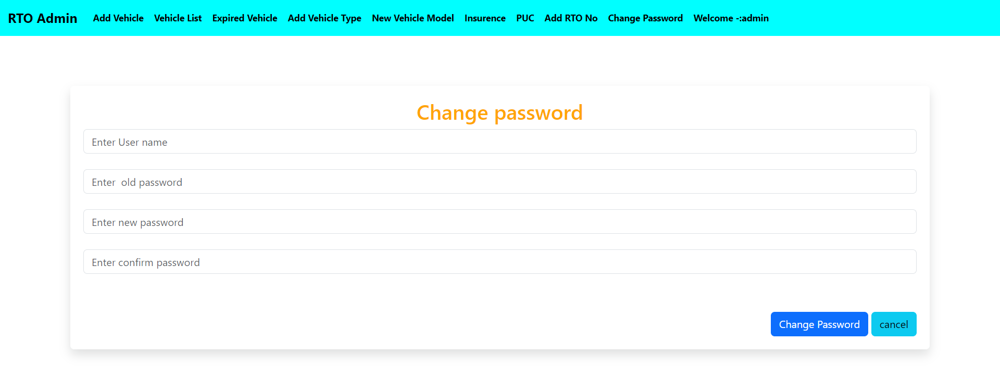 RTO Admin Add Vehicle Vehicle List Expired Vehicle Add Vehicle Type New Vehicle Model Insurence PUC Add RTO No Change Password Welcome -:admin
Change password
Enter User name
Enter  old password
Enter new password
Enter confirm password
Change Password cancel